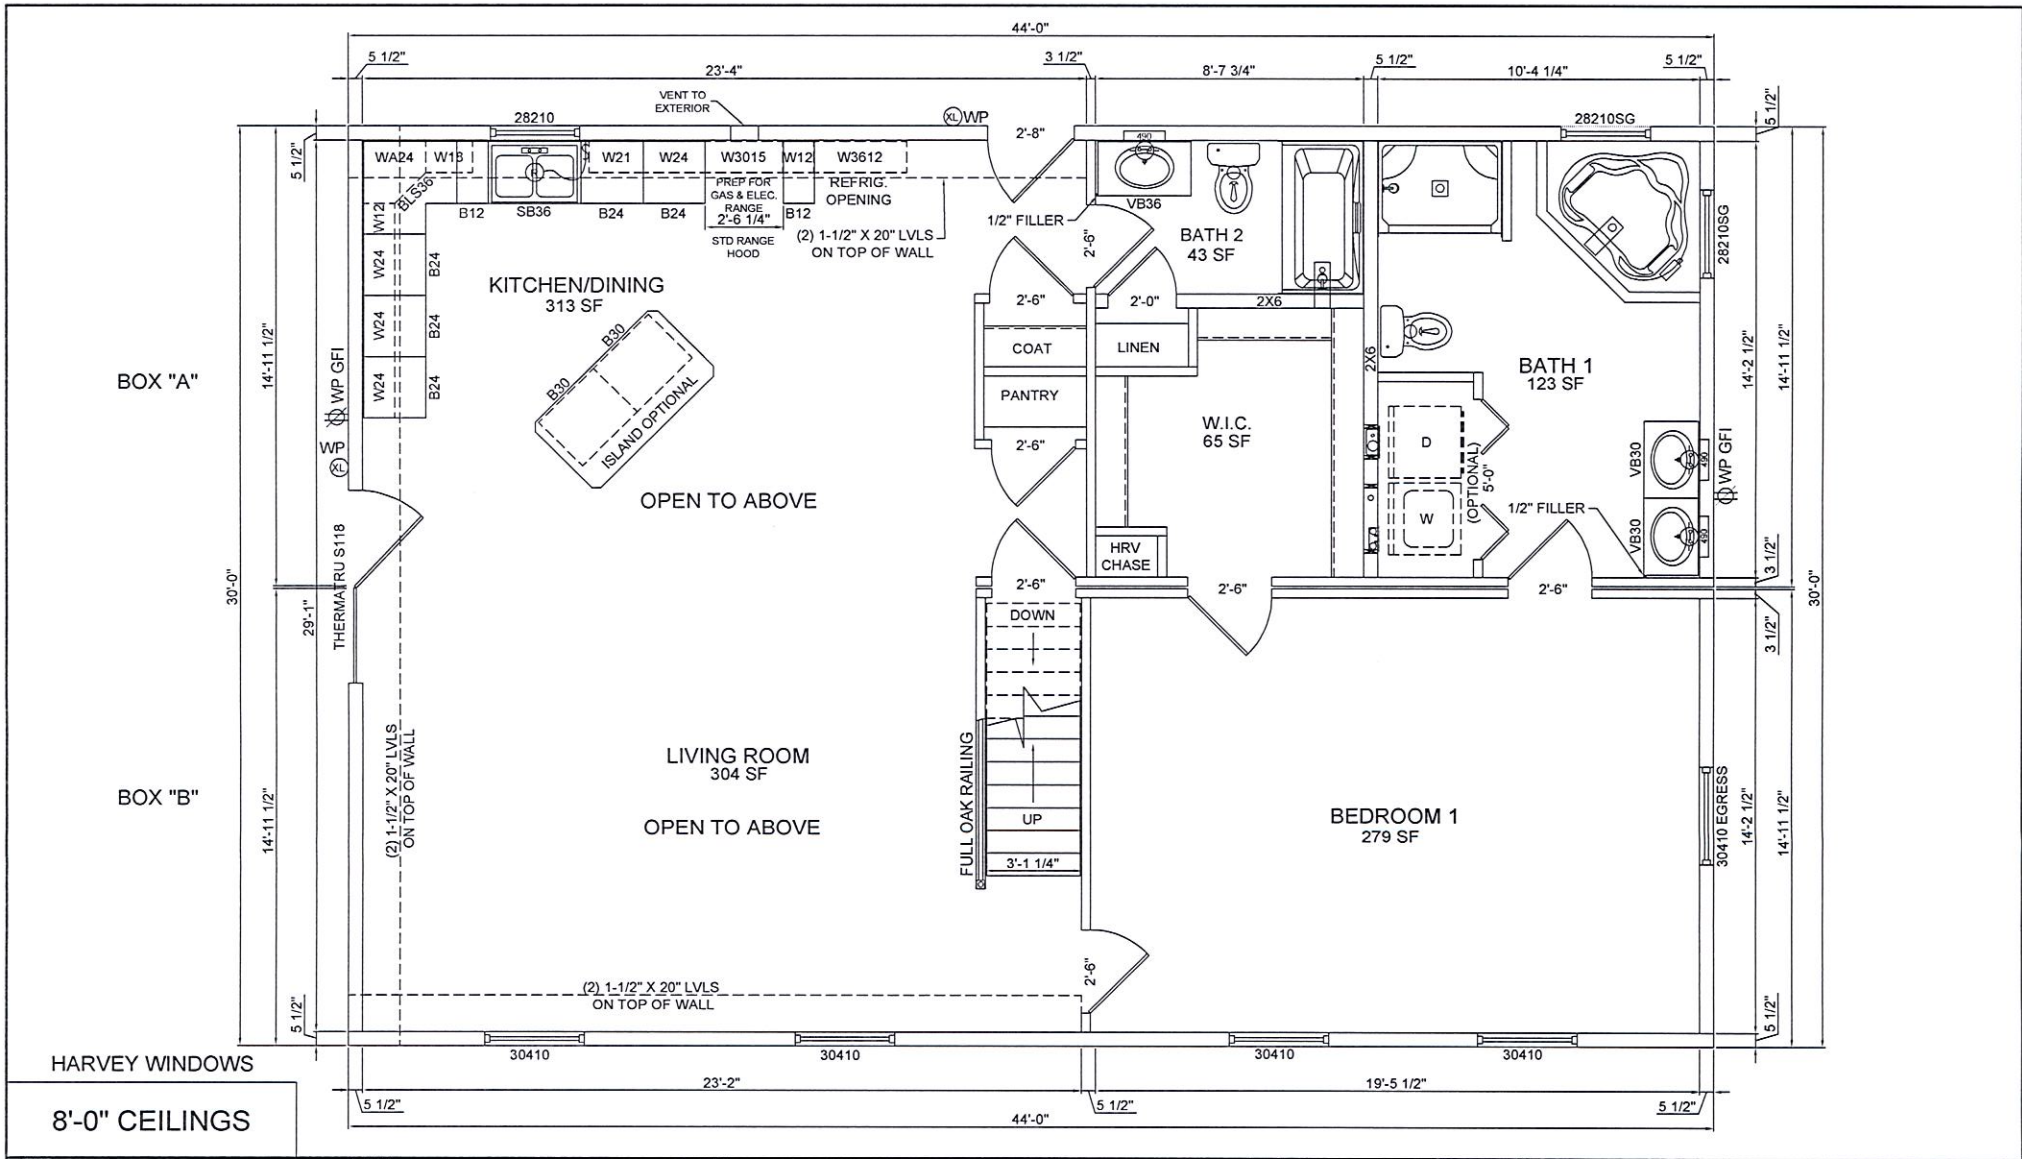 44'-0"
5 1/2"
23'-4"
3 1/2"
8'-7 3/4"
5 1/2"
10'-4 1/4"
5 1/2"
VENT TO
EXTERIOR
28210
XL WP
2'-8"
490
28210SG
5 1/2"
5 1/2"
WA24
W18
W21
W24
W3015
W12
W3612
PREP FOR
GAS & ELEC.
RANGE
2'-6 1/4"
STD RANGE
HOOD
REFRIG.
OPENING
BLS36
W12
B12
SB36
B24
B24
B12
VB36
1/2" FILLER
(2) 1-1/2" X 20" LVLS
ON TOP OF WALL
2'-6"
BATH 2
43 SF
28210SG
W24
B24
KITCHEN/DINING
313 SF
2'-6"
2'-0"
2X6
W24
B24
B30
B30
ISLAND OPTIONAL
COAT
LINEN
2X6
BATH 1
123 SF
14'-11 1/2"
14'-2 1/2"
14'-11 1/2"
BOX "A"
W24
B24
WP GFI
PANTRY
W.I.C.
65 SF
2'-6"
D
W
(OPTIONAL)
5'-0"
VB30
490
WP GFI
WP
XL
OPEN TO ABOVE
1/2" FILLER
VB30
490
HRV
CHASE
THERMATRU S118
30'-0"
29'-1"
2'-6"
2'-6"
2'-6"
3 1/2"
30'-0"
3 1/2"
DOWN
(2) 1-1/2" X 20" LVLS
ON TOP OF WALL
LIVING ROOM
304 SF
FULL OAK RAILING
BOX "B"
14'-11 1/2"
OPEN TO ABOVE
UP
3'-1 1/4"
BEDROOM 1
279 SF
30410 EGRESS
14'-2 1/2"
14'-11 1/2"
2'-6"
(2) 1-1/2" X 20" LVLS
ON TOP OF WALL
5 1/2"
5 1/2"
30410
30410
30410
30410
HARVEY WINDOWS
23'-2"
19'-5 1/2"
5 1/2"
5 1/2"
5 1/2"
8'-0" CEILINGS
44'-0"